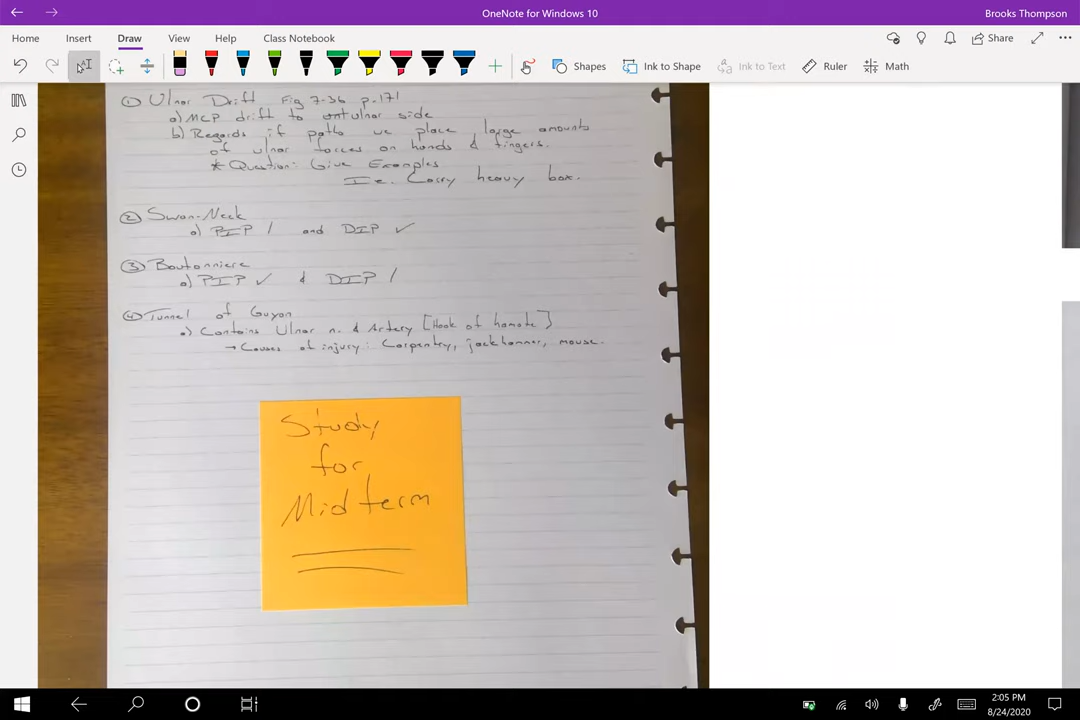 OneNote for Windows 10
Brooks Thompson
Home Insert Draw View Help Class Notebook
Share
Shapes Ink to Shape Ink to Text Ruler Math
① Ulnar Drift Fig 7-36 p.171
a) MCP drift to ulnar side
b) Regards if patho we place large amounts
of ulnar forces on hands & fingers.
* Question: Give Examples
I.e. Carry heavy box.
② Swan-Neck
a) PIP / and DIP ✓
③ Boutonniere
a) PIP ✓ & DIP /
④ Tunnel of Guyon
a) Contains Ulnar n. & Artery [Hook of hamate]
→ Causes of injury: Carpentry, jackhammer, mouse.
Study
for
Midterm
2:05 PM
8/24/2020